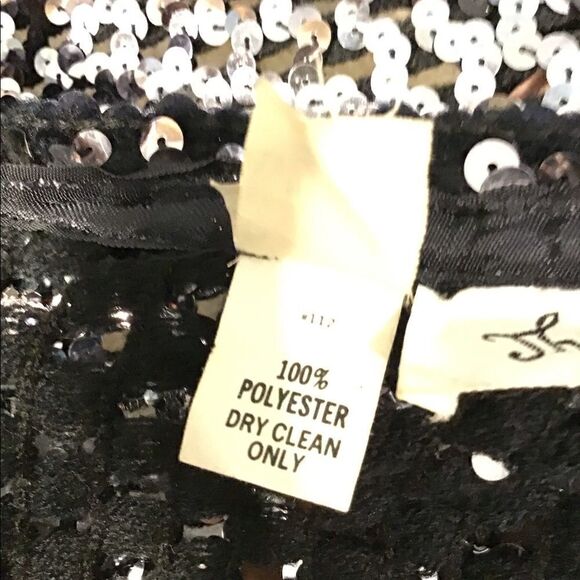 100%
POLYESTER
DRY CLEAN
ONLY